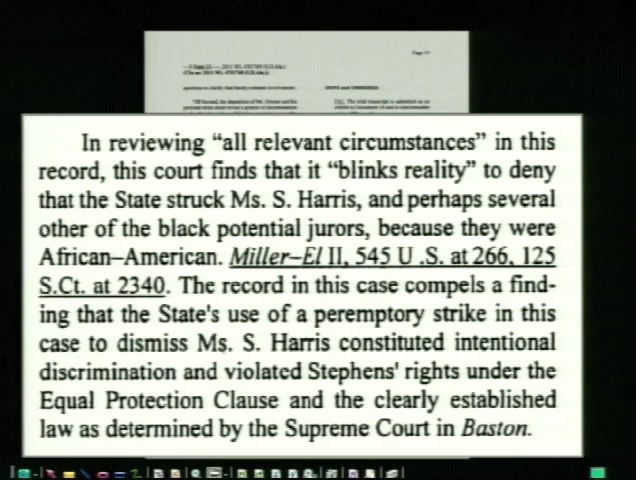 Page 19
In reviewing “all relevant circumstances” in this
record, this court finds that it “blinks reality” to deny
that the State struck Ms. S. Harris, and perhaps several
other of the black potential jurors, because they were
African–American. Miller–El II, 545 U .S. at 266, 125
S.Ct. at 2340. The record in this case compels a find-
ing that the State's use of a peremptory strike in this
case to dismiss Ms. S. Harris constituted intentional
discrimination and violated Stephens' rights under the
Equal Protection Clause and the clearly established
law as determined by the Supreme Court in Baston.